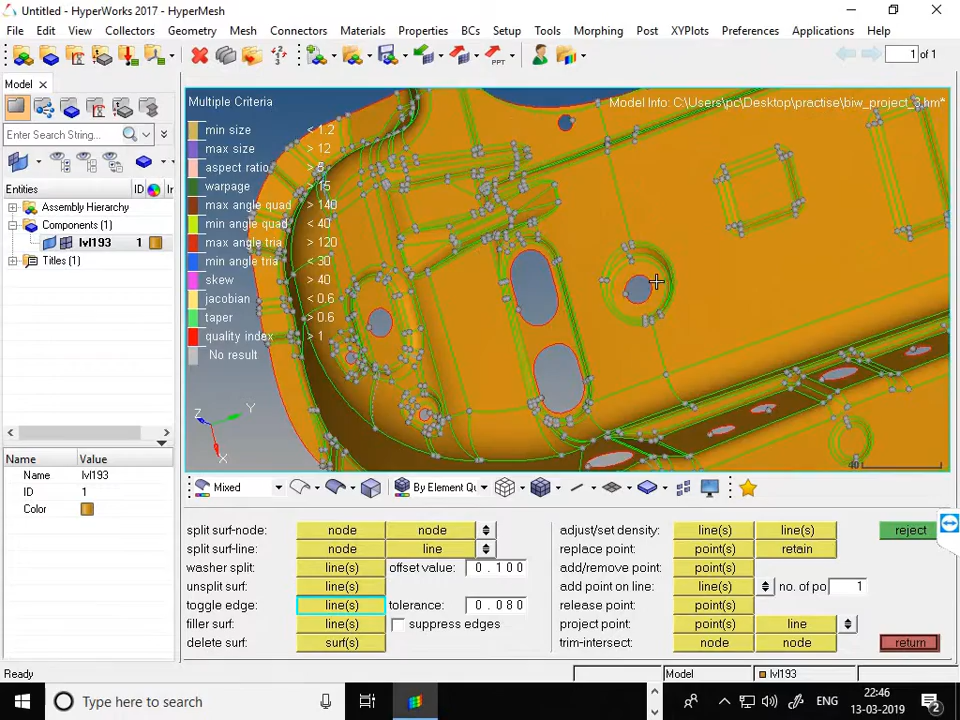 Untitled - HyperWorks 2017 - HyperMesh
File Edit View Collectors Geometry Mesh Connectors Materials Properties BCs Setup Tools Morphing Post XYPlots Preferences Applications Help
1 of 1
Model
Enter Search String...
Entities ID
Assembly Hierarchy
Components (1)
lvl193 1
Titles (1)
Name Value
Name lvl193
ID 1
Color
Multiple Criteria
Model Info: C:\Users\pc\Desktop\practise\biw_project_3.hm*
min size < 1.2
max size > 12
aspect ratio > 5
warpage > 15
max angle quad > 140
min angle quad < 40
max angle tria > 120
min angle tria < 30
skew > 40
jacobian < 0.6
taper > 0.6
quality index > 1
No result
Z Y X
40
Mixed
By Element Qu
split surf-node: node node
split surf-line: node line
washer split: line(s) offset value: 0.100
unsplit surf: line(s)
toggle edge: line(s) tolerance: 0.080
filler surf: line(s) suppress edges
delete surf: surf(s)
adjust/set density: line(s) line(s)
replace point: point(s) retain
add/remove point: point(s)
add point on line: line(s) no. of po 1
release point: point(s)
project point: point(s) line
trim-intersect: node node
reject
return
Ready Model lvl193
Type here to search
ENG
22:46
13-03-2019
2